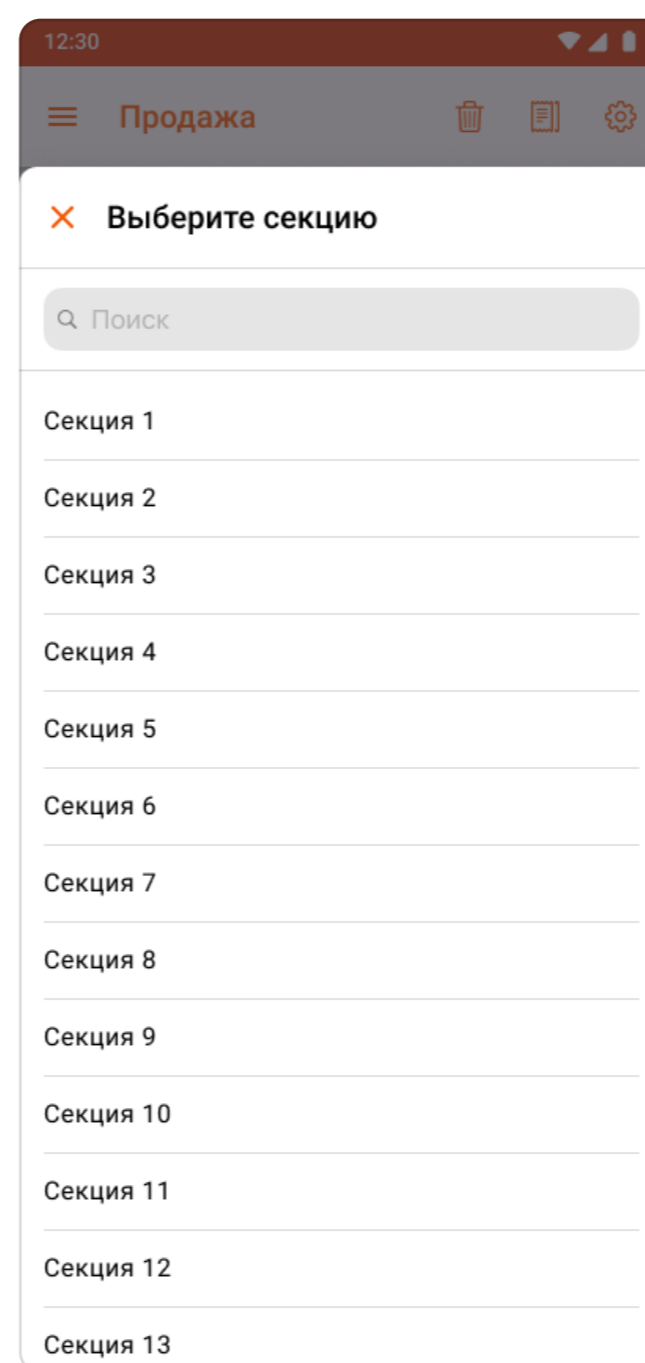 12:30
Продажа
Выберите секцию
Поиск
Секция 1
Секция 2
Секция 3
Секция 4
Секция 5
Секция 6
Секция 7
Секция 8
Секция 9
Секция 10
Секция 11
Секция 12
Секция 13